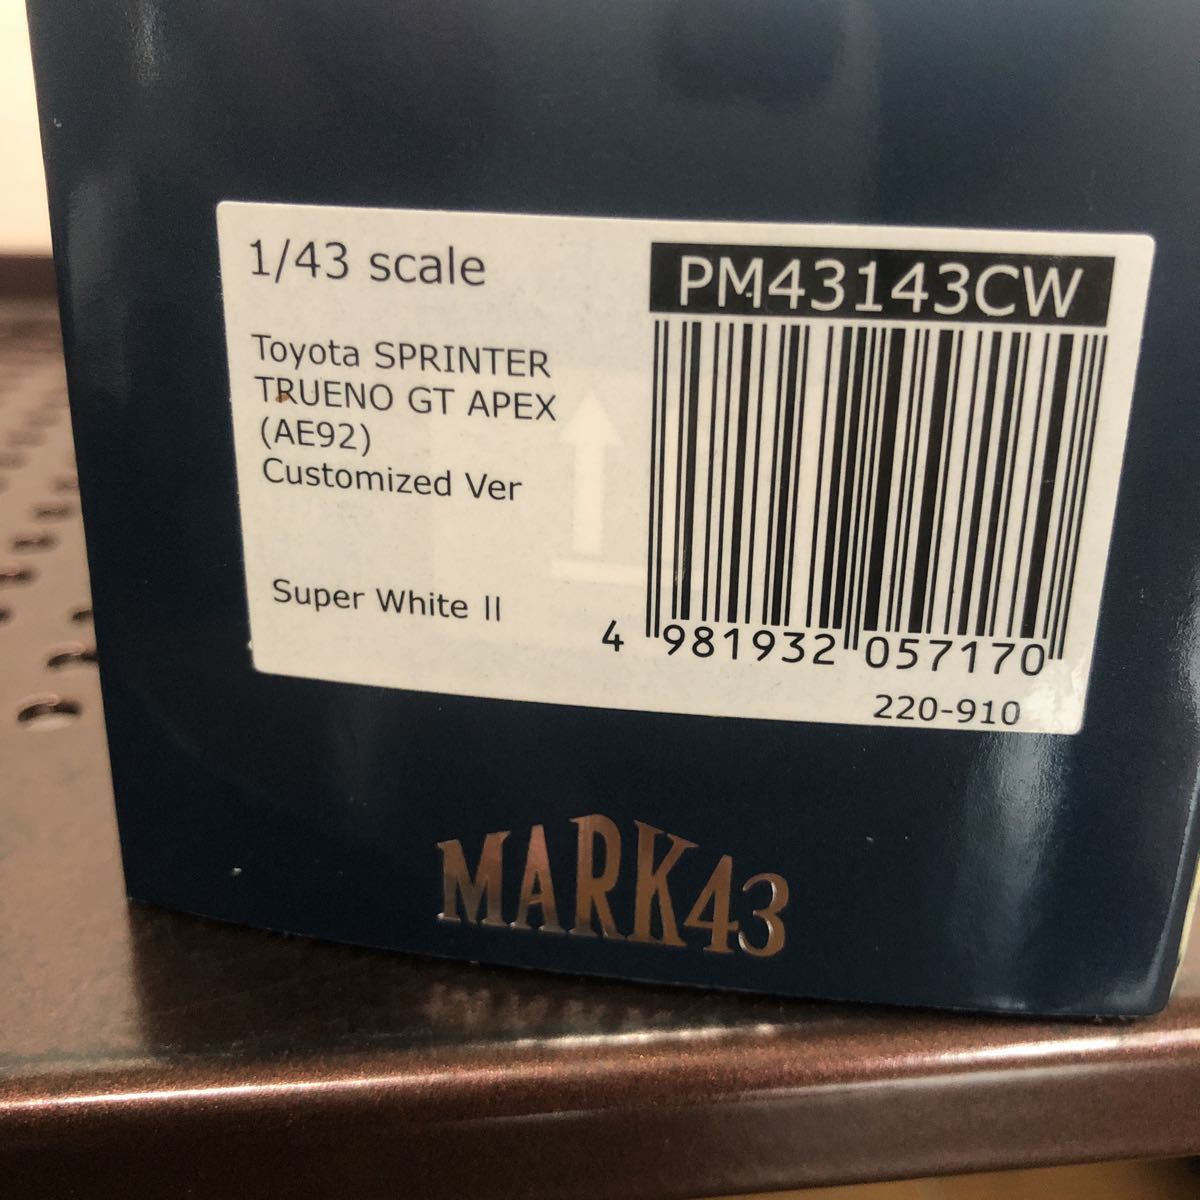 1/43 scale
PM43143CW
Toyota SPRINTER
TRUENO GT APEX
(AE92)
Customized Ver
Super White II
4 981932 057170
220-910
MARK43